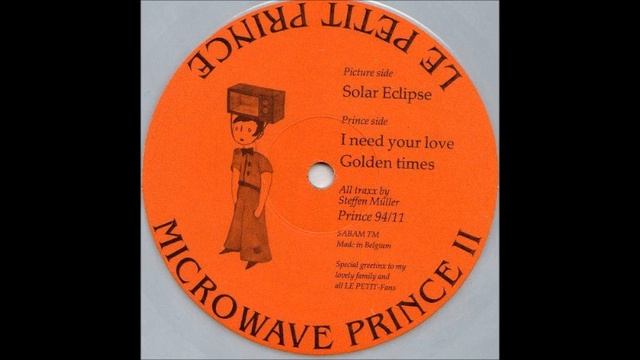 LE PETIT PRINCE
Picture side
Solar Eclipse
Prince side
I need your love
Golden times
All traxx by
Steffen Müller
Prince 94/11
SABAM TM
Made in Belgium
Special greetinx to my
lovely family and
all LE PETIT-Fans
MICROWAVE PRINCE II